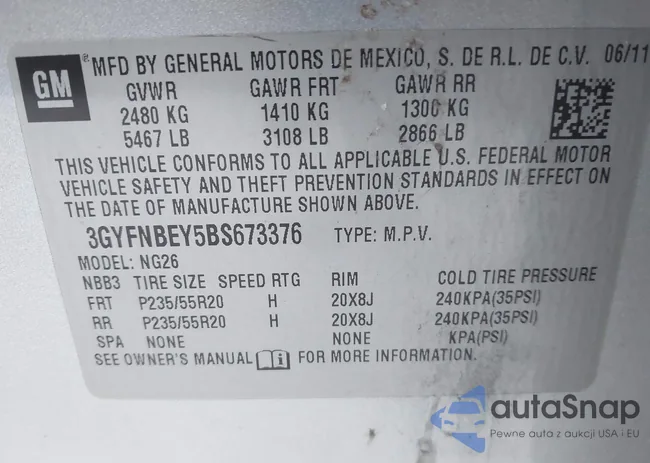 GM
® MFD BY GENERAL MOTORS DE MEXICO, S. DE R.L. DE C.V. 06/11
GVWR GAWR FRT GAWR RR
2480 KG 1410 KG 1300 KG
5467 LB 3108 LB 2866 LB
THIS VEHICLE CONFORMS TO ALL APPLICABLE U.S. FEDERAL MOTOR
VEHICLE SAFETY AND THEFT PREVENTION STANDARDS IN EFFECT ON
THE DATE OF MANUFACTURE SHOWN ABOVE.
3GYFNBEY5BS673376 TYPE: M.P.V.
MODEL: NG26
NBB3 TIRE SIZE SPEED RTG RIM COLD TIRE PRESSURE
FRT P235/55R20 H 20X8J 240KPA(35PSI)
RR P235/55R20 H 20X8J 240KPA(35PSI)
SPA NONE NONE KPA(PSI)
SEE OWNER'S MANUAL FOR MORE INFORMATION.
autaSnap
Pewne auta z aukcji USA i EU